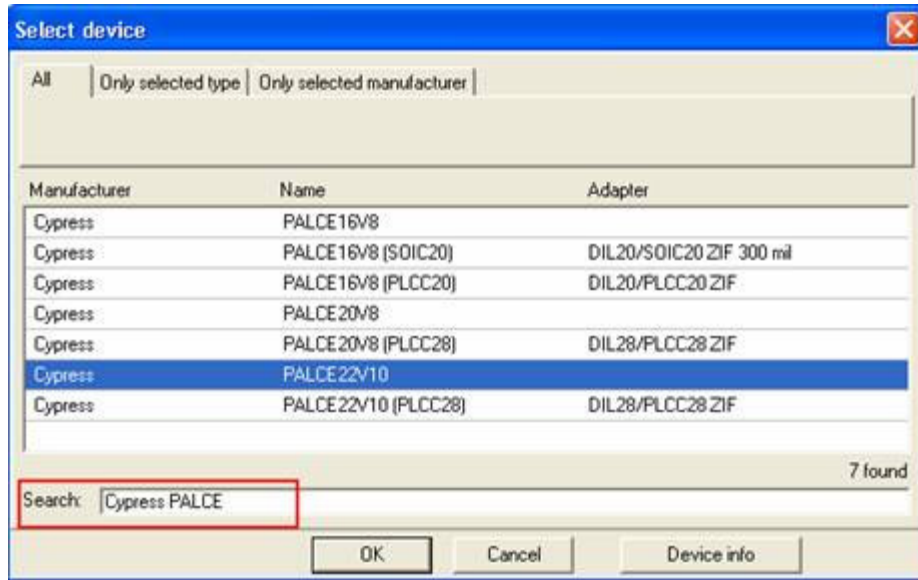 Select device
All Only selected type Only selected manufacturer
Manufacturer Name Adapter
Cypress PALCE16V8
Cypress PALCE16V8 (SOIC20) DIL20/SOIC20 ZIF 300 mil
Cypress PALCE16V8 (PLCC20) DIL20/PLCC20 ZIF
Cypress PALCE20V8
Cypress PALCE20V8 (PLCC28) DIL28/PLCC28 ZIF
Cypress PALCE22V10
Cypress PALCE22V10 (PLCC28) DIL28/PLCC28 ZIF
7 found
Search: Cypress PALCE
OK Cancel Device info